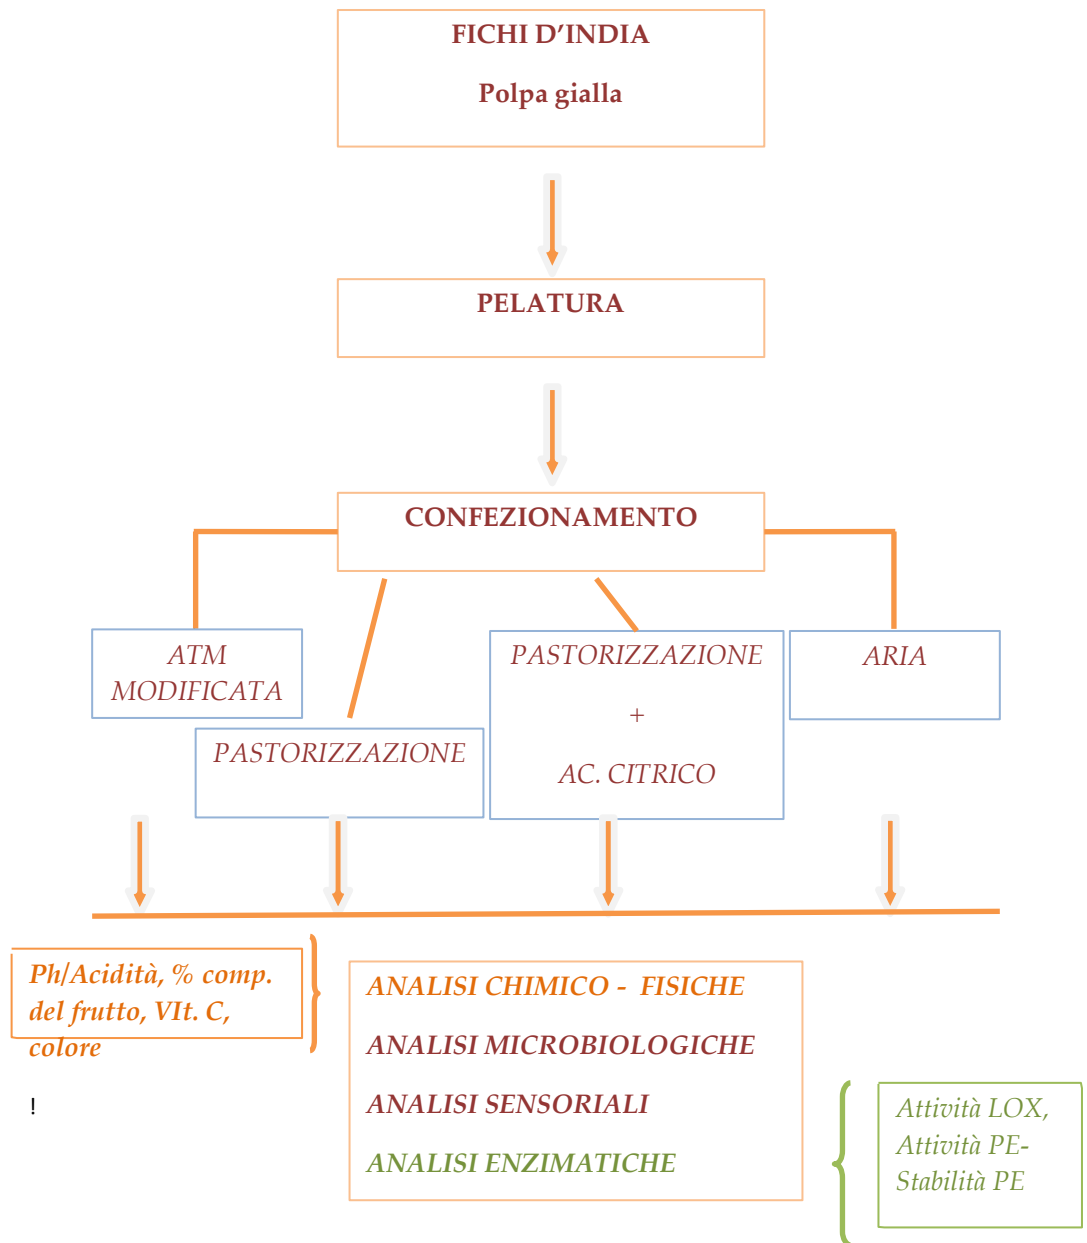 FICHI D’INDIA
Polpa gialla
PELATURA
CONFEZIONAMENTO
ATM
MODIFICATA
PASTORIZZAZIONE
PASTORIZZAZIONE
+
AC. CITRICO
ARIA
Ph/Acidità, % comp.
del frutto, VIt. C,
colore
!
ANALISI CHIMICO - FISICHE
ANALISI MICROBIOLOGICHE
ANALISI SENSORIALI
ANALISI ENZIMATICHE
Attività LOX,
Attività PE-
Stabilità PE